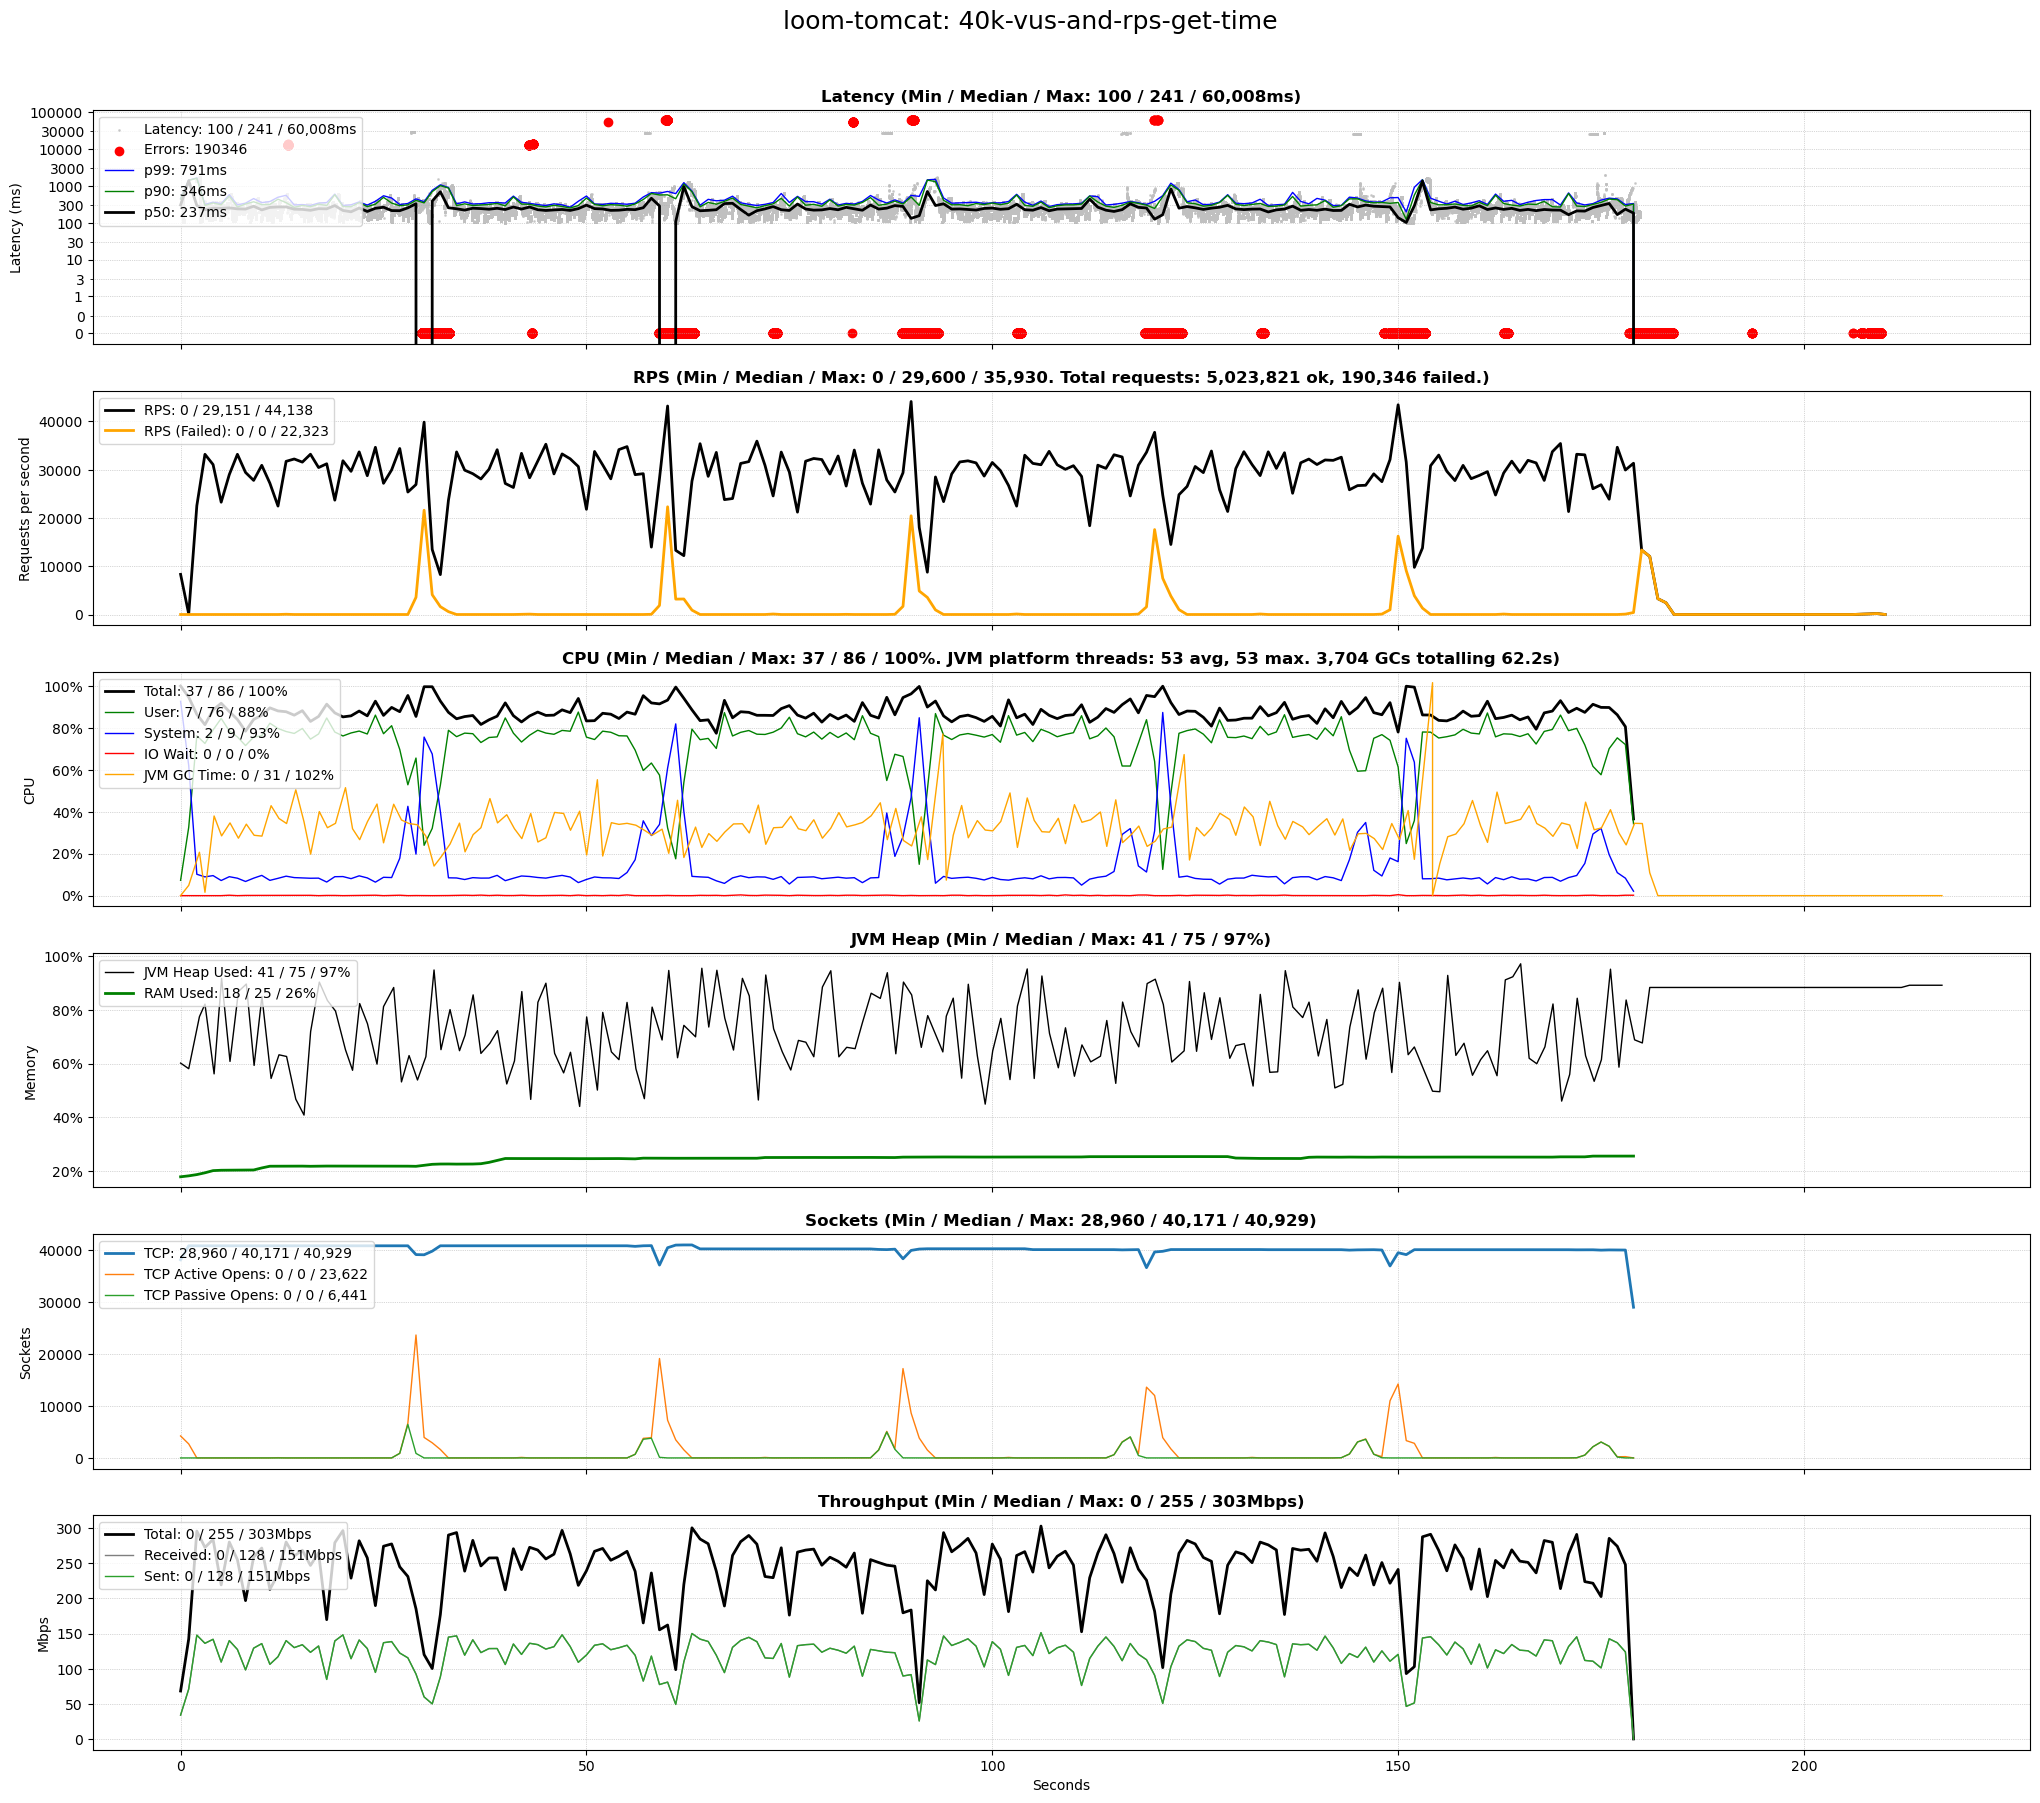 loom-tomcat: 40k-vus-and-rps-get-time
Latency (Min / Median / Max: 100 / 241 / 60,008ms)
Latency (ms)
100000
30000
10000
3000
1000
300
100
30
10
3
1
0
0
Latency: 100 / 241 / 60,008ms
Errors: 190346
p99: 791ms
p90: 346ms
p50: 237ms
RPS (Min / Median / Max: 0 / 29,600 / 35,930. Total requests: 5,023,821 ok, 190,346 failed.)
Requests per second
40000
30000
20000
10000
0
RPS: 0 / 29,151 / 44,138
RPS (Failed): 0 / 0 / 22,323
CPU (Min / Median / Max: 37 / 86 / 100%. JVM platform threads: 53 avg, 53 max. 3,704 GCs totalling 62.2s)
CPU
100%
80%
60%
40%
20%
0%
Total: 37 / 86 / 100%
User: 7 / 76 / 88%
System: 2 / 9 / 93%
IO Wait: 0 / 0 / 0%
JVM GC Time: 0 / 31 / 102%
JVM Heap (Min / Median / Max: 41 / 75 / 97%)
Memory
100%
80%
60%
40%
20%
JVM Heap Used: 41 / 75 / 97%
RAM Used: 18 / 25 / 26%
Sockets (Min / Median / Max: 28,960 / 40,171 / 40,929)
Sockets
40000
30000
20000
10000
0
TCP: 28,960 / 40,171 / 40,929
TCP Active Opens: 0 / 0 / 23,622
TCP Passive Opens: 0 / 0 / 6,441
Throughput (Min / Median / Max: 0 / 255 / 303Mbps)
Mbps
300
250
200
150
100
50
0
Total: 0 / 255 / 303Mbps
Received: 0 / 128 / 151Mbps
Sent: 0 / 128 / 151Mbps
0
50
100
150
200
Seconds